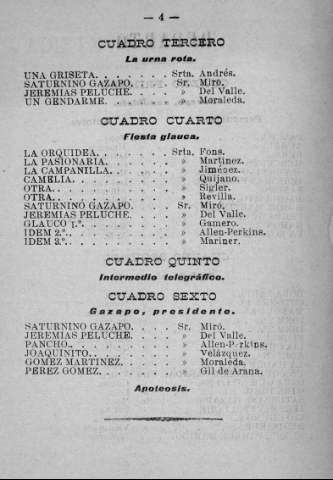 — 4 —
CUADRO TERCERO
La urna rota.
UNA GRISETA. . . . . . . . Srta. Andrés.
SATURNINO GAZAPO. . . . . Sr. Miró.
JEREMIAS PELUCHE. . . . . » Del Valle.
UN GENDARME. . . . . . . » Moraleda.
CUADRO CUARTO
Fiesta glauca.
LA ORQUIDEA. . . . . . . Srta. Fons.
LA PASIONARIA. . . . . . » Martínez.
LA CAMPANILLA. . . . . . » Jiménez.
CAMELIA. . . . . . . . . » Quijano.
OTRA. . . . . . . . . . » Sigler.
OTRA. . . . . . . . . . » Revilla.
SATURNINO GAZAPO. . . . . Sr. Miró.
JEREMIAS PELUCHE. . . . . » Del Valle.
GLAUCO 1.º. . . . . . . » Gamero.
IDEM 2.º. . . . . . . . » Allen-Perkins.
IDEM 3.º. . . . . . . . » Mariner.
CUADRO QUINTO
Intermedio telegráfico.
CUADRO SEXTO
Gazapo, presidente.
SATURNINO GAZAPO. . . . . Sr. Miró.
JEREMIAS PELUCHE. . . . . » Del Valle.
PANCHO. . . . . . . . . » Allen-Perkins.
JOAQUINITO. . . . . . . » Velázquez.
GOMEZ MARTINEZ. . . . . . » Moraleda.
PEREZ GOMEZ. . . . . . . » Gil de Arana.
Apoteosis.